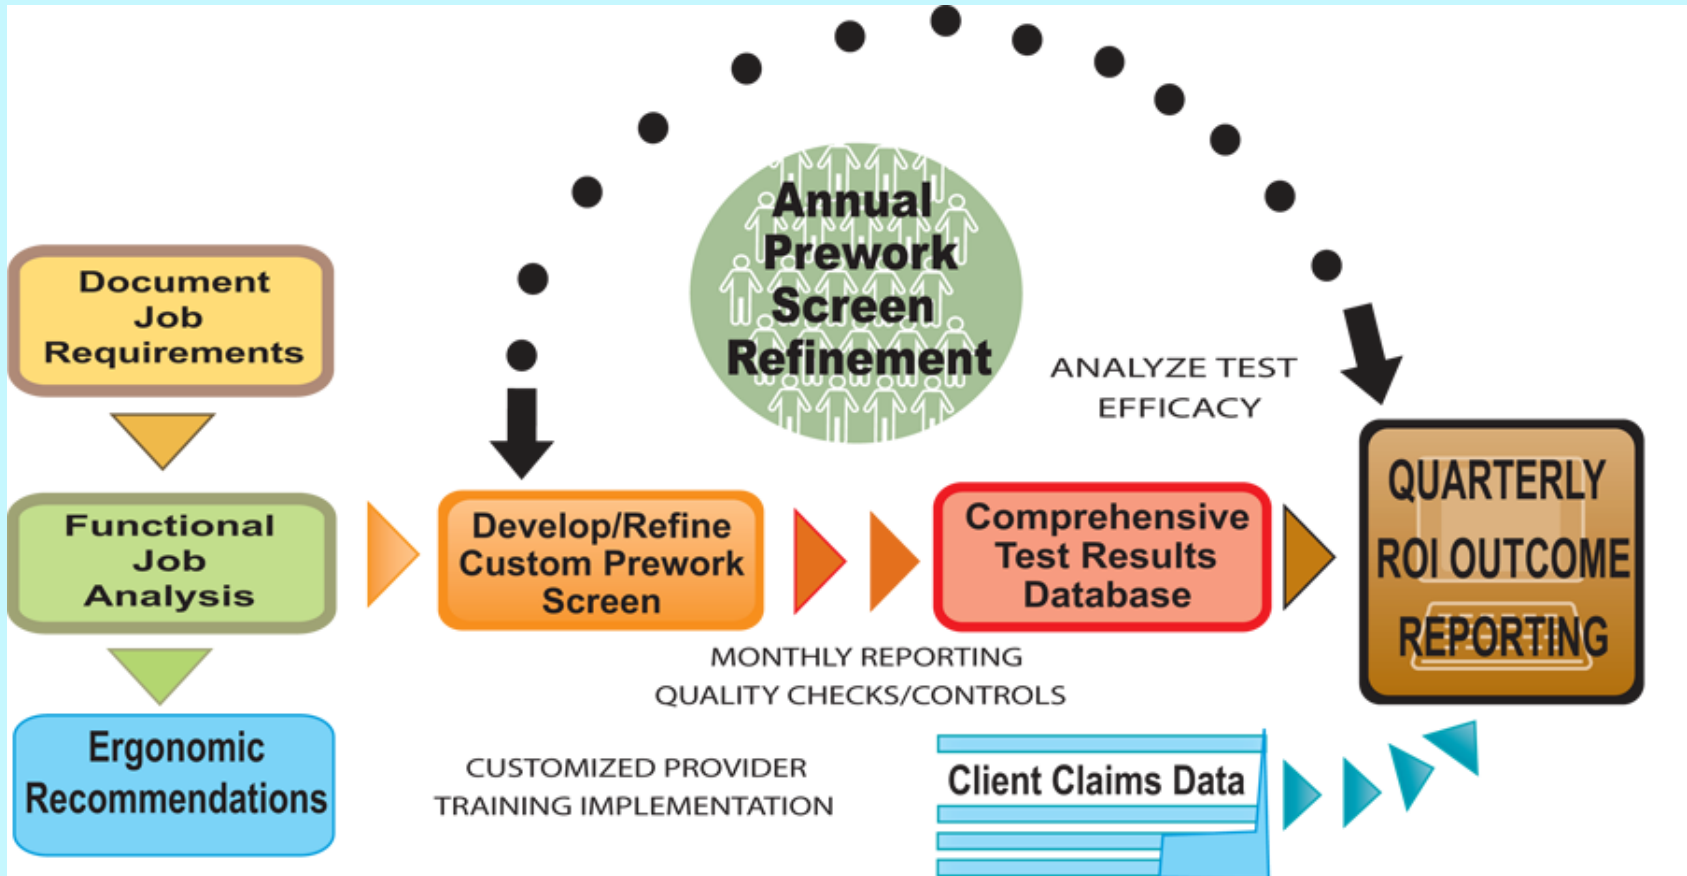 Annual
Prework
Screen
Refinement
Document
Job
Requirements
ANALYZE TEST
EFFICACY
Functional
Job
Analysis
Develop/Refine
Custom Prework
Screen
Comprehensive
Test Results
Database
QUARTERLY
ROI OUTCOME
REPORTING
MONTHLY REPORTING
QUALITY CHECKS/CONTROLS
Ergonomic
Recommendations
CUSTOMIZED PROVIDER
TRAINING IMPLEMENTATION
Client Claims Data